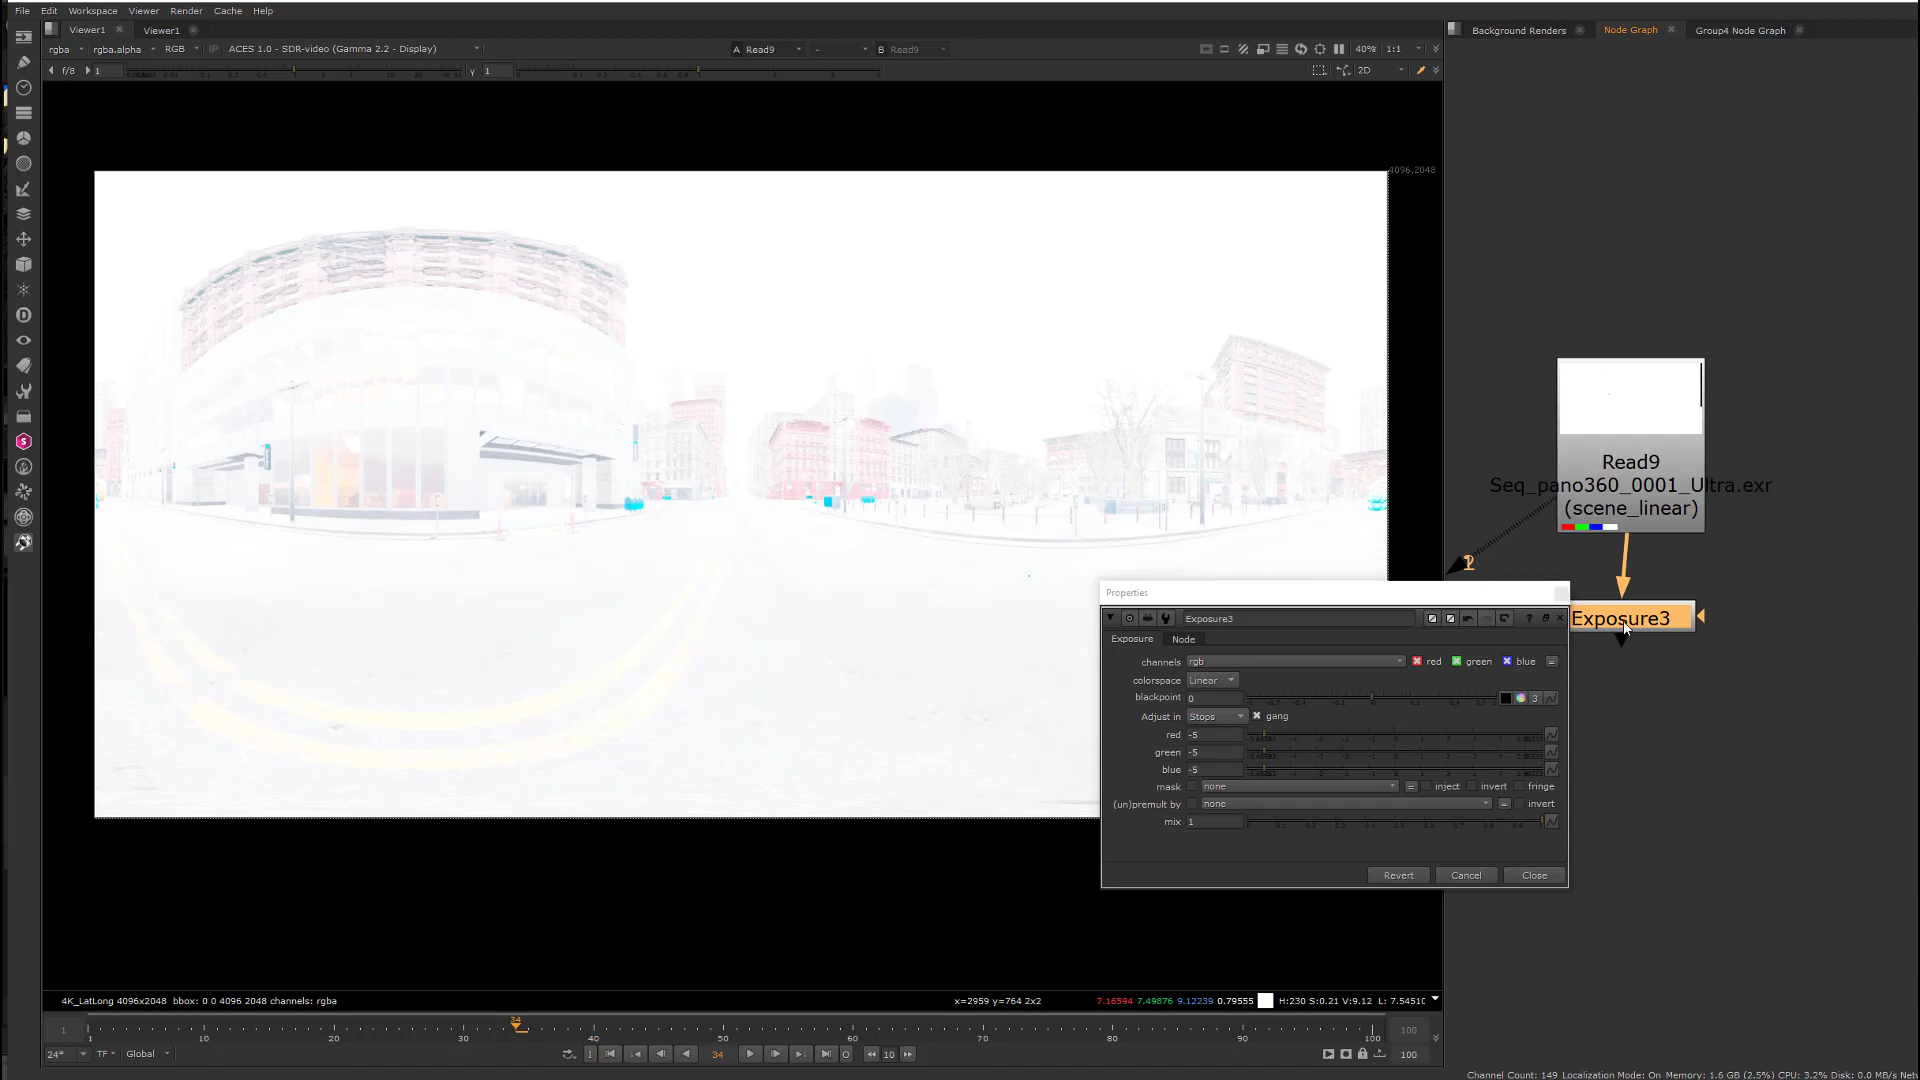 File Edit Workspace Viewer Render Cache Help
Viewer1 Viewer1
Background Renders Node Graph Group4 Node Graph
rgba rgba.alpha RGB IP ACES 1.0 - SDR-video (Gamma 2.2 - Display) A Read9 - B Read9 40% 1:1
f/8 1 γ 1 2D
4096,2048
Read9
Seq_pano360_0001_Ultra.exr
(scene_linear)
Exposure3
Properties
Exposure3
Exposure Node
channels rgb red green blue =
colorspace Linear
blackpoint 0 3
Adjust in Stops gang
red -5
green -5
blue -5
mask none = inject invert fringe
(un)premult by none = invert
mix 1
Revert Cancel Close
4K_LatLong 4096x2048 bbox: 0 0 4096 2048 channels: rgba x=2959 y=764 2x2 7.16594 7.49876 9.12239 0.79555 H:230 S:0.21 V:9.12 L: 7.54510
34
1 1 10 20 30 40 50 60 70 80 90 100 100
24* TF Global 34 10 100
Channel Count: 149 Localization Mode: On Memory: 1.6 GB (2.5%) CPU: 3.2% Disk: 0.0 MB/s Netw